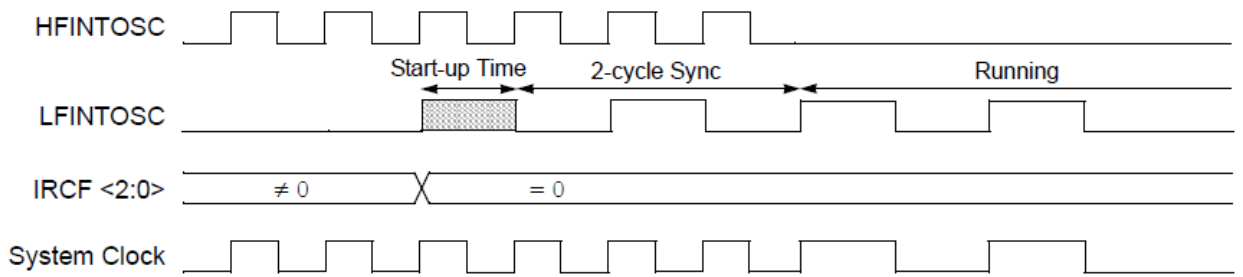 HFINTOSC
Start-up Time 2-cycle Sync Running
LFINTOSC
IRCF <2:0> ≠ 0 = 0
System Clock